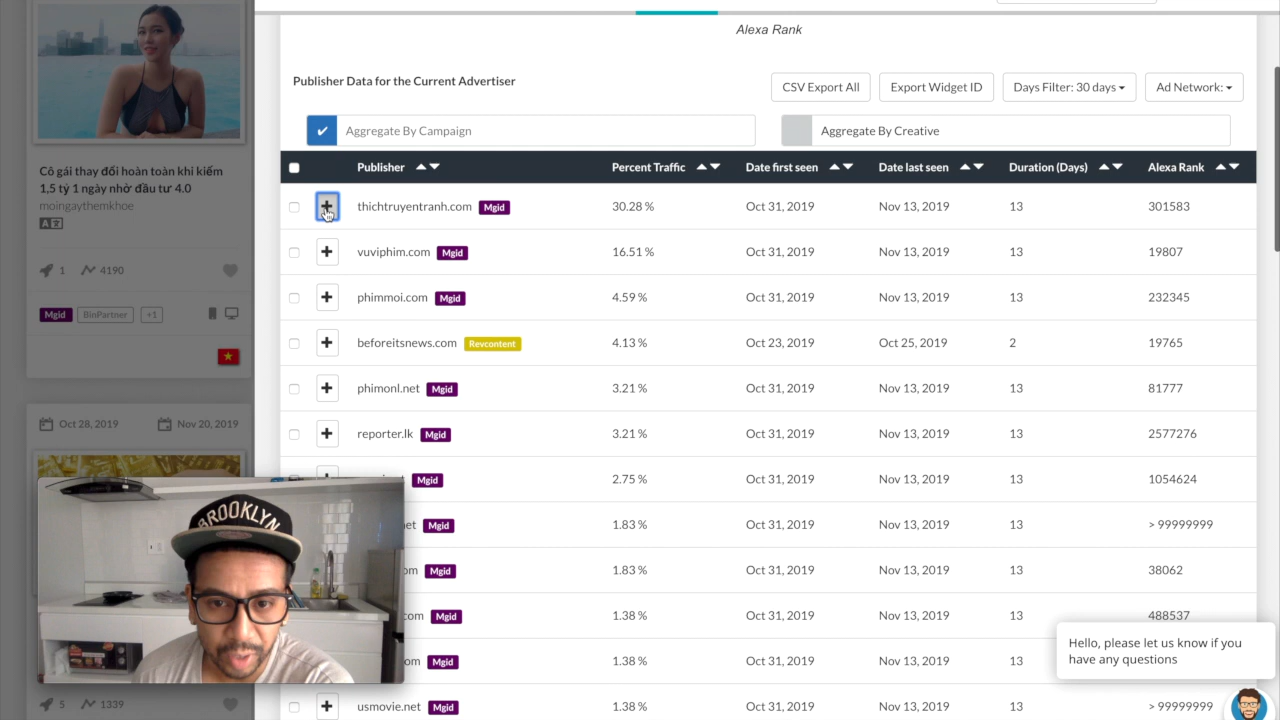 Alexa Rank
Publisher Data for the Current Advertiser
CSV Export All
Export Widget ID
Days Filter: 30 days
Ad Network:
Aggregate By Campaign
Aggregate By Creative
Publisher Percent Traffic Date first seen Date last seen Duration (Days) Alexa Rank
thichtruyentranh.com Mgid 30.28 % Oct 31, 2019 Nov 13, 2019 13 301583
vuviphim.com Mgid 16.51 % Oct 31, 2019 Nov 13, 2019 13 19807
phimmoi.com Mgid 4.59 % Oct 31, 2019 Nov 13, 2019 13 232345
beforeitsnews.com Revcontent 4.13 % Oct 23, 2019 Oct 25, 2019 2 19765
phimonl.net Mgid 3.21 % Oct 31, 2019 Nov 13, 2019 13 81777
reporter.lk Mgid 3.21 % Oct 31, 2019 Nov 13, 2019 13 2577276
Mgid 2.75 % Oct 31, 2019 Nov 13, 2019 13 1054624
et Mgid 1.83 % Oct 31, 2019 Nov 13, 2019 13 > 99999999
om Mgid 1.83 % Oct 31, 2019 Nov 13, 2019 13 38062
com Mgid 1.38 % Oct 31, 2019 Nov 13, 2019 13 488537
om Mgid 1.38 % Oct 31, 2019 Nov 13, 2019 13
usmovie.net Mgid 1.38 % Oct 31, 2019 Nov 13, 2019 13 > 99999999
Hello, please let us know if you
have any questions
Cô gái thay đổi hoàn toàn khi kiếm
1,5 tỷ 1 ngày nhờ đầu tư 4.0
moingaythemkhoe
1 4190
Mgid BinPartner +1
Oct 28, 2019 Nov 20, 2019
BROOKLYN
5 1339